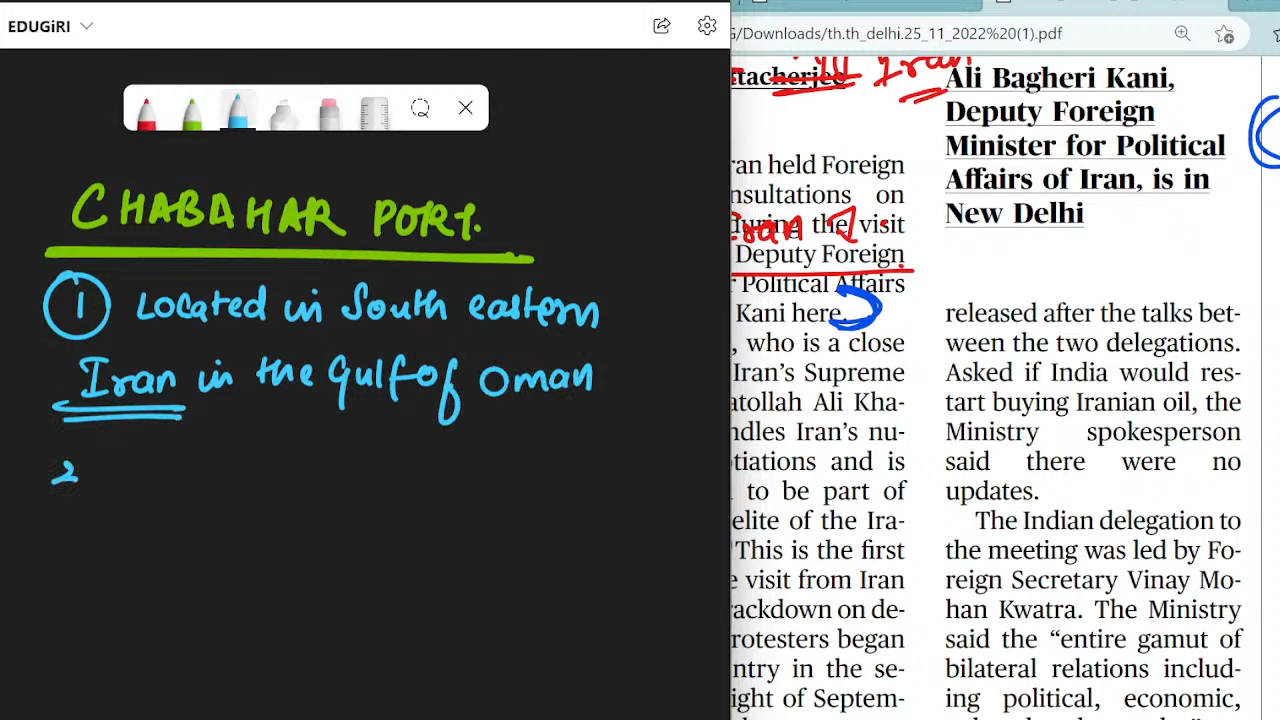 EDUGiRI
CHABAHAR PORT.
1 Located in South eastern
Iran in the Gulf of Oman
2
/Downloads/th.th_delhi.25_11_2022%20(1).pdf
Iran
ran held Foreign
nsultations on
Iran
during the visit
Deputy Foreign
r Political Affairs
Kani here.
, who is a close
Iran's Supreme
atollah Ali Kha-
ndles Iran's nu-
tiations and is
to be part of
elite of the Ira-
"This is the first
e visit from Iran
rackdown on de-
rotesters began
ntry in the se-
ight of Septem-
Ali Bagheri Kani,
Deputy Foreign
Minister for Political
Affairs of Iran, is in
New Delhi
released after the talks bet-
ween the two delegations.
Asked if India would res-
tart buying Iranian oil, the
Ministry spokesperson
said there were no
updates.
The Indian delegation to
the meeting was led by Fo-
reign Secretary Vinay Mo-
han Kwatra. The Ministry
said the "entire gamut of
bilateral relations includ-
ing political, economic,